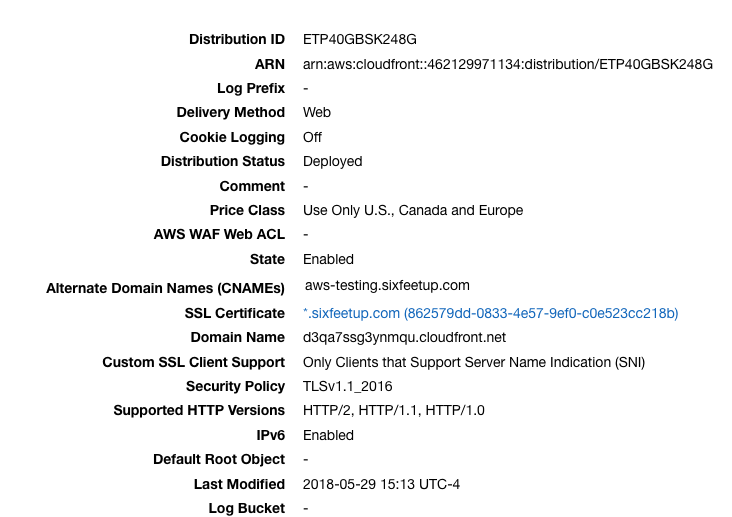 Distribution ID ETP40GBSK248G
ARN arn:aws:cloudfront::462129971134:distribution/ETP40GBSK248G
Log Prefix -
Delivery Method Web
Cookie Logging Off
Distribution Status Deployed
Comment -
Price Class Use Only U.S., Canada and Europe
AWS WAF Web ACL -
State Enabled
Alternate Domain Names (CNAMEs) aws-testing.sixfeetup.com
SSL Certificate *.sixfeetup.com (862579dd-0833-4e57-9ef0-c0e523cc218b)
Domain Name d3qa7ssg3ynmqu.cloudfront.net
Custom SSL Client Support Only Clients that Support Server Name Indication (SNI)
Security Policy TLSv1.1_2016
Supported HTTP Versions HTTP/2, HTTP/1.1, HTTP/1.0
IPv6 Enabled
Default Root Object -
Last Modified 2018-05-29 15:13 UTC-4
Log Bucket -